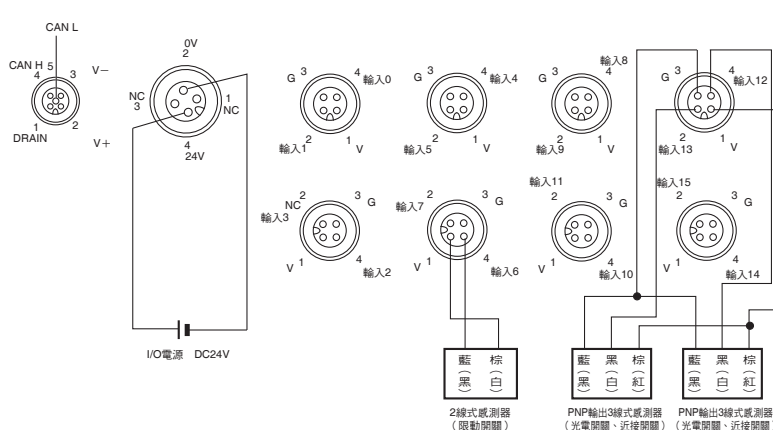 CAN L
CAN H 5
4
3
V−
DRAIN
1
2
V+
0V
2
NC
3
1
NC
4
24V
I/O電源 DC24V
G 3
4 輸入0
輸入1 2
1 V
G 3
4 輸入4
輸入5 2
1 V
輸入8
G 3
4
輸入9 2
1 V
G 3
4 輸入12
2
輸入13
1 V
2
NC
輸入3
3 G
V 1
4
輸入2
輸入7 2
3 G
V 1
4
輸入6
輸入11
2
3 G
V 1
4
輸入10
輸入15
2
3 G
V 1
4
輸入14
藍(黑) 棕(白)
藍(黑) 黑(白) 棕(紅)
藍(黑) 黑(白) 棕(紅)
2線式感測器
(限動開關)
PNP輸出3線式感測器
(光電開關、近接開關)
PNP輸出3線式感測器
(光電開關、近接開關)